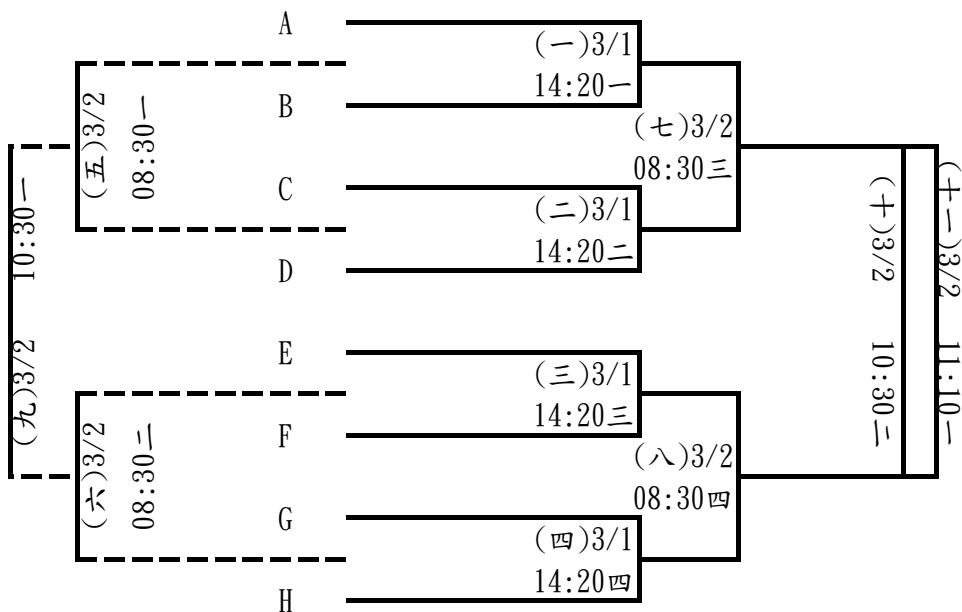 A
(一)3/1
14:20一
B
(五)3/2
08:30一
(七)3/2
08:30三
C
(二)3/1
14:20二
D
(九)3/2 10:30一
(十)3/2 10:30二
(十一)3/2 11:10一
E
(三)3/1
14:20三
F
(六)3/2
08:30二
(八)3/2
08:30四
G
(四)3/1
14:20四
H